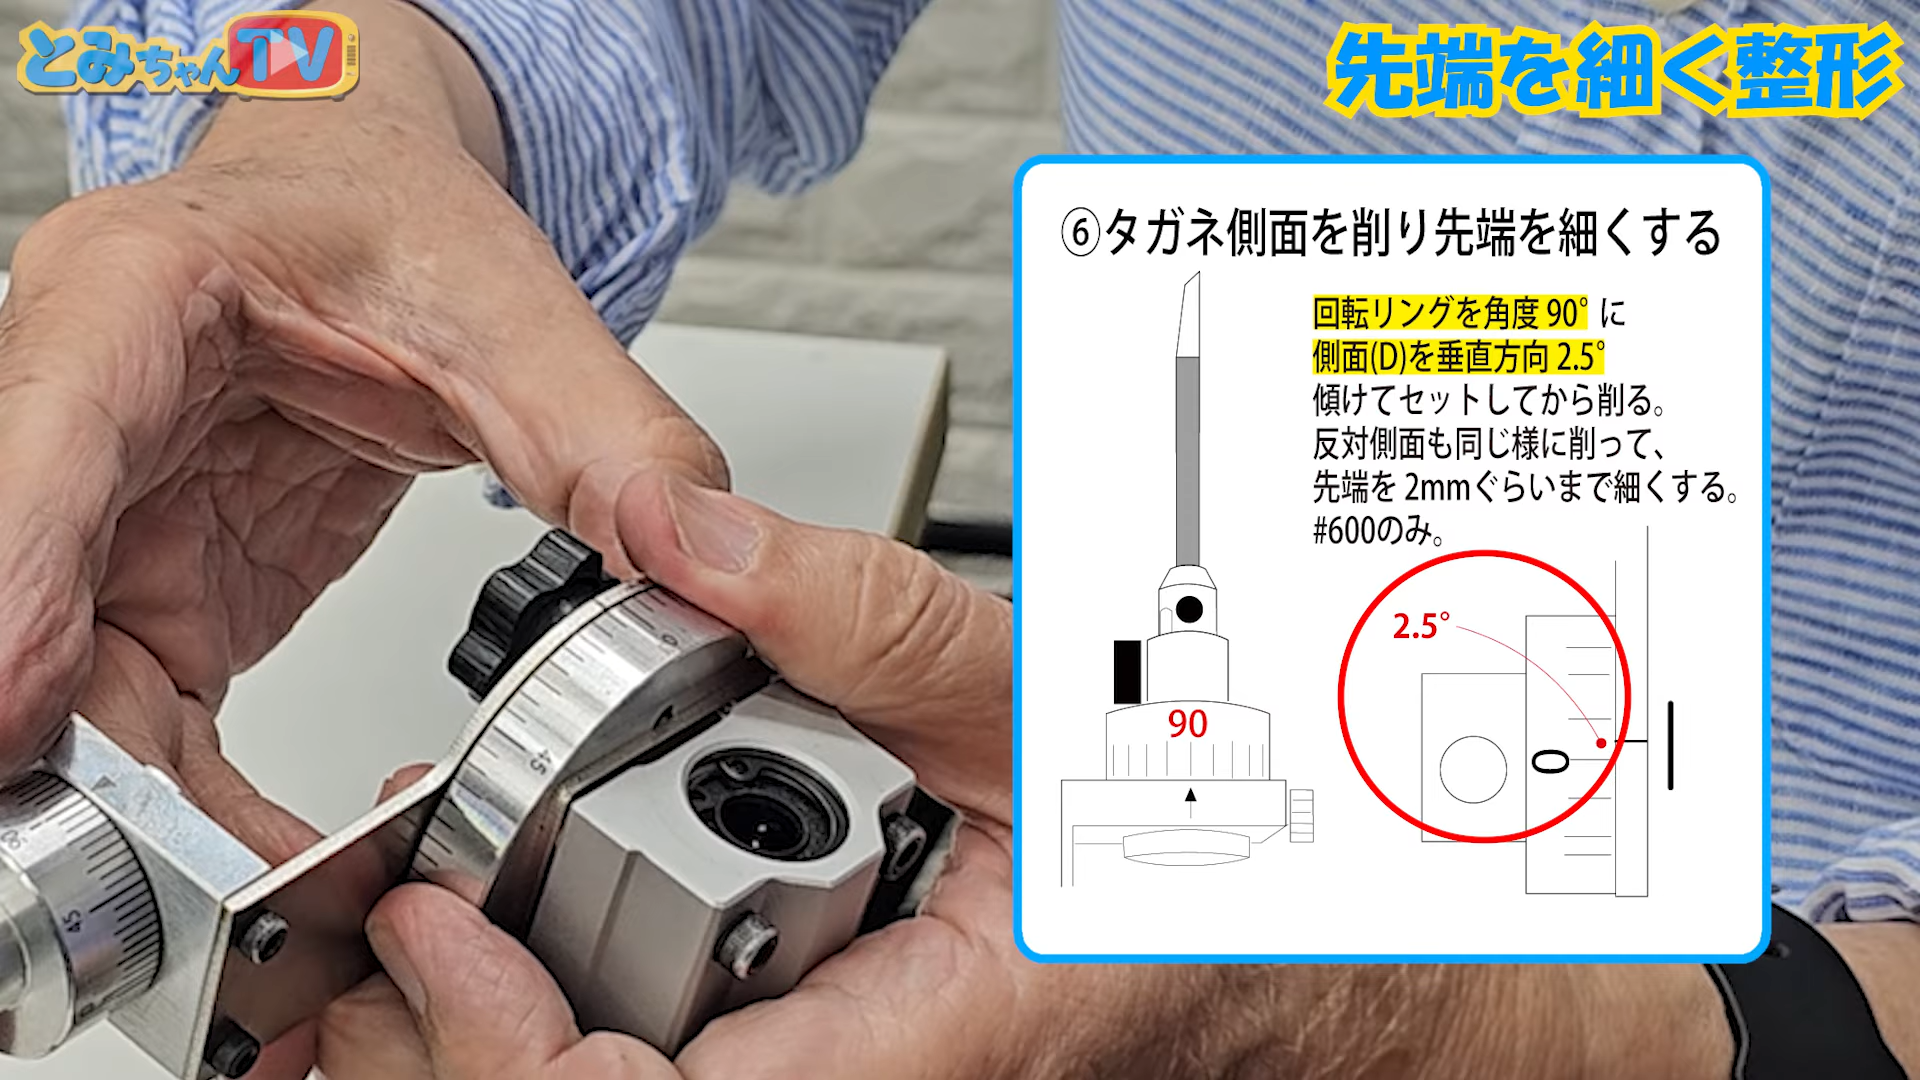 とみちゃんTV
先端を細く整形
⑥タガネ側面を削り先端を細くする
回転リングを角度 90° に
側面(D)を垂直方向 2.5°
傾けてセットしてから削る。
反対側面も同じ様に削って、
先端を 2mmぐらいまで細くする。
#600のみ。
2.5°
90
0
0
45
90
45